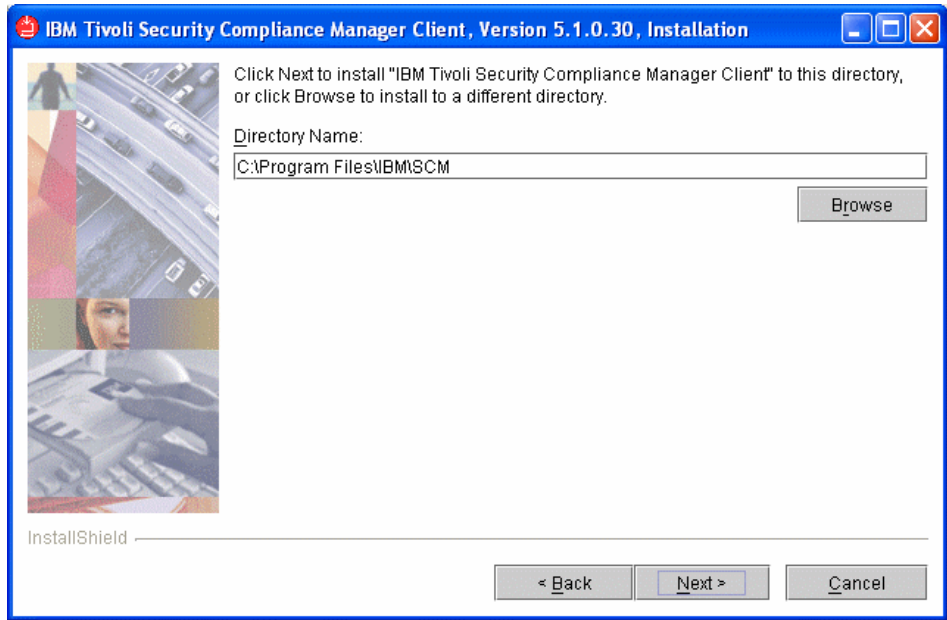 IBM Tivoli Security Compliance Manager Client, Version 5.1.0.30, Installation
Click Next to install "IBM Tivoli Security Compliance Manager Client" to this directory,
or click Browse to install to a different directory.
Directory Name:
C:\Program Files\IBM\SCM
Browse
InstallShield
< Back
Next >
Cancel